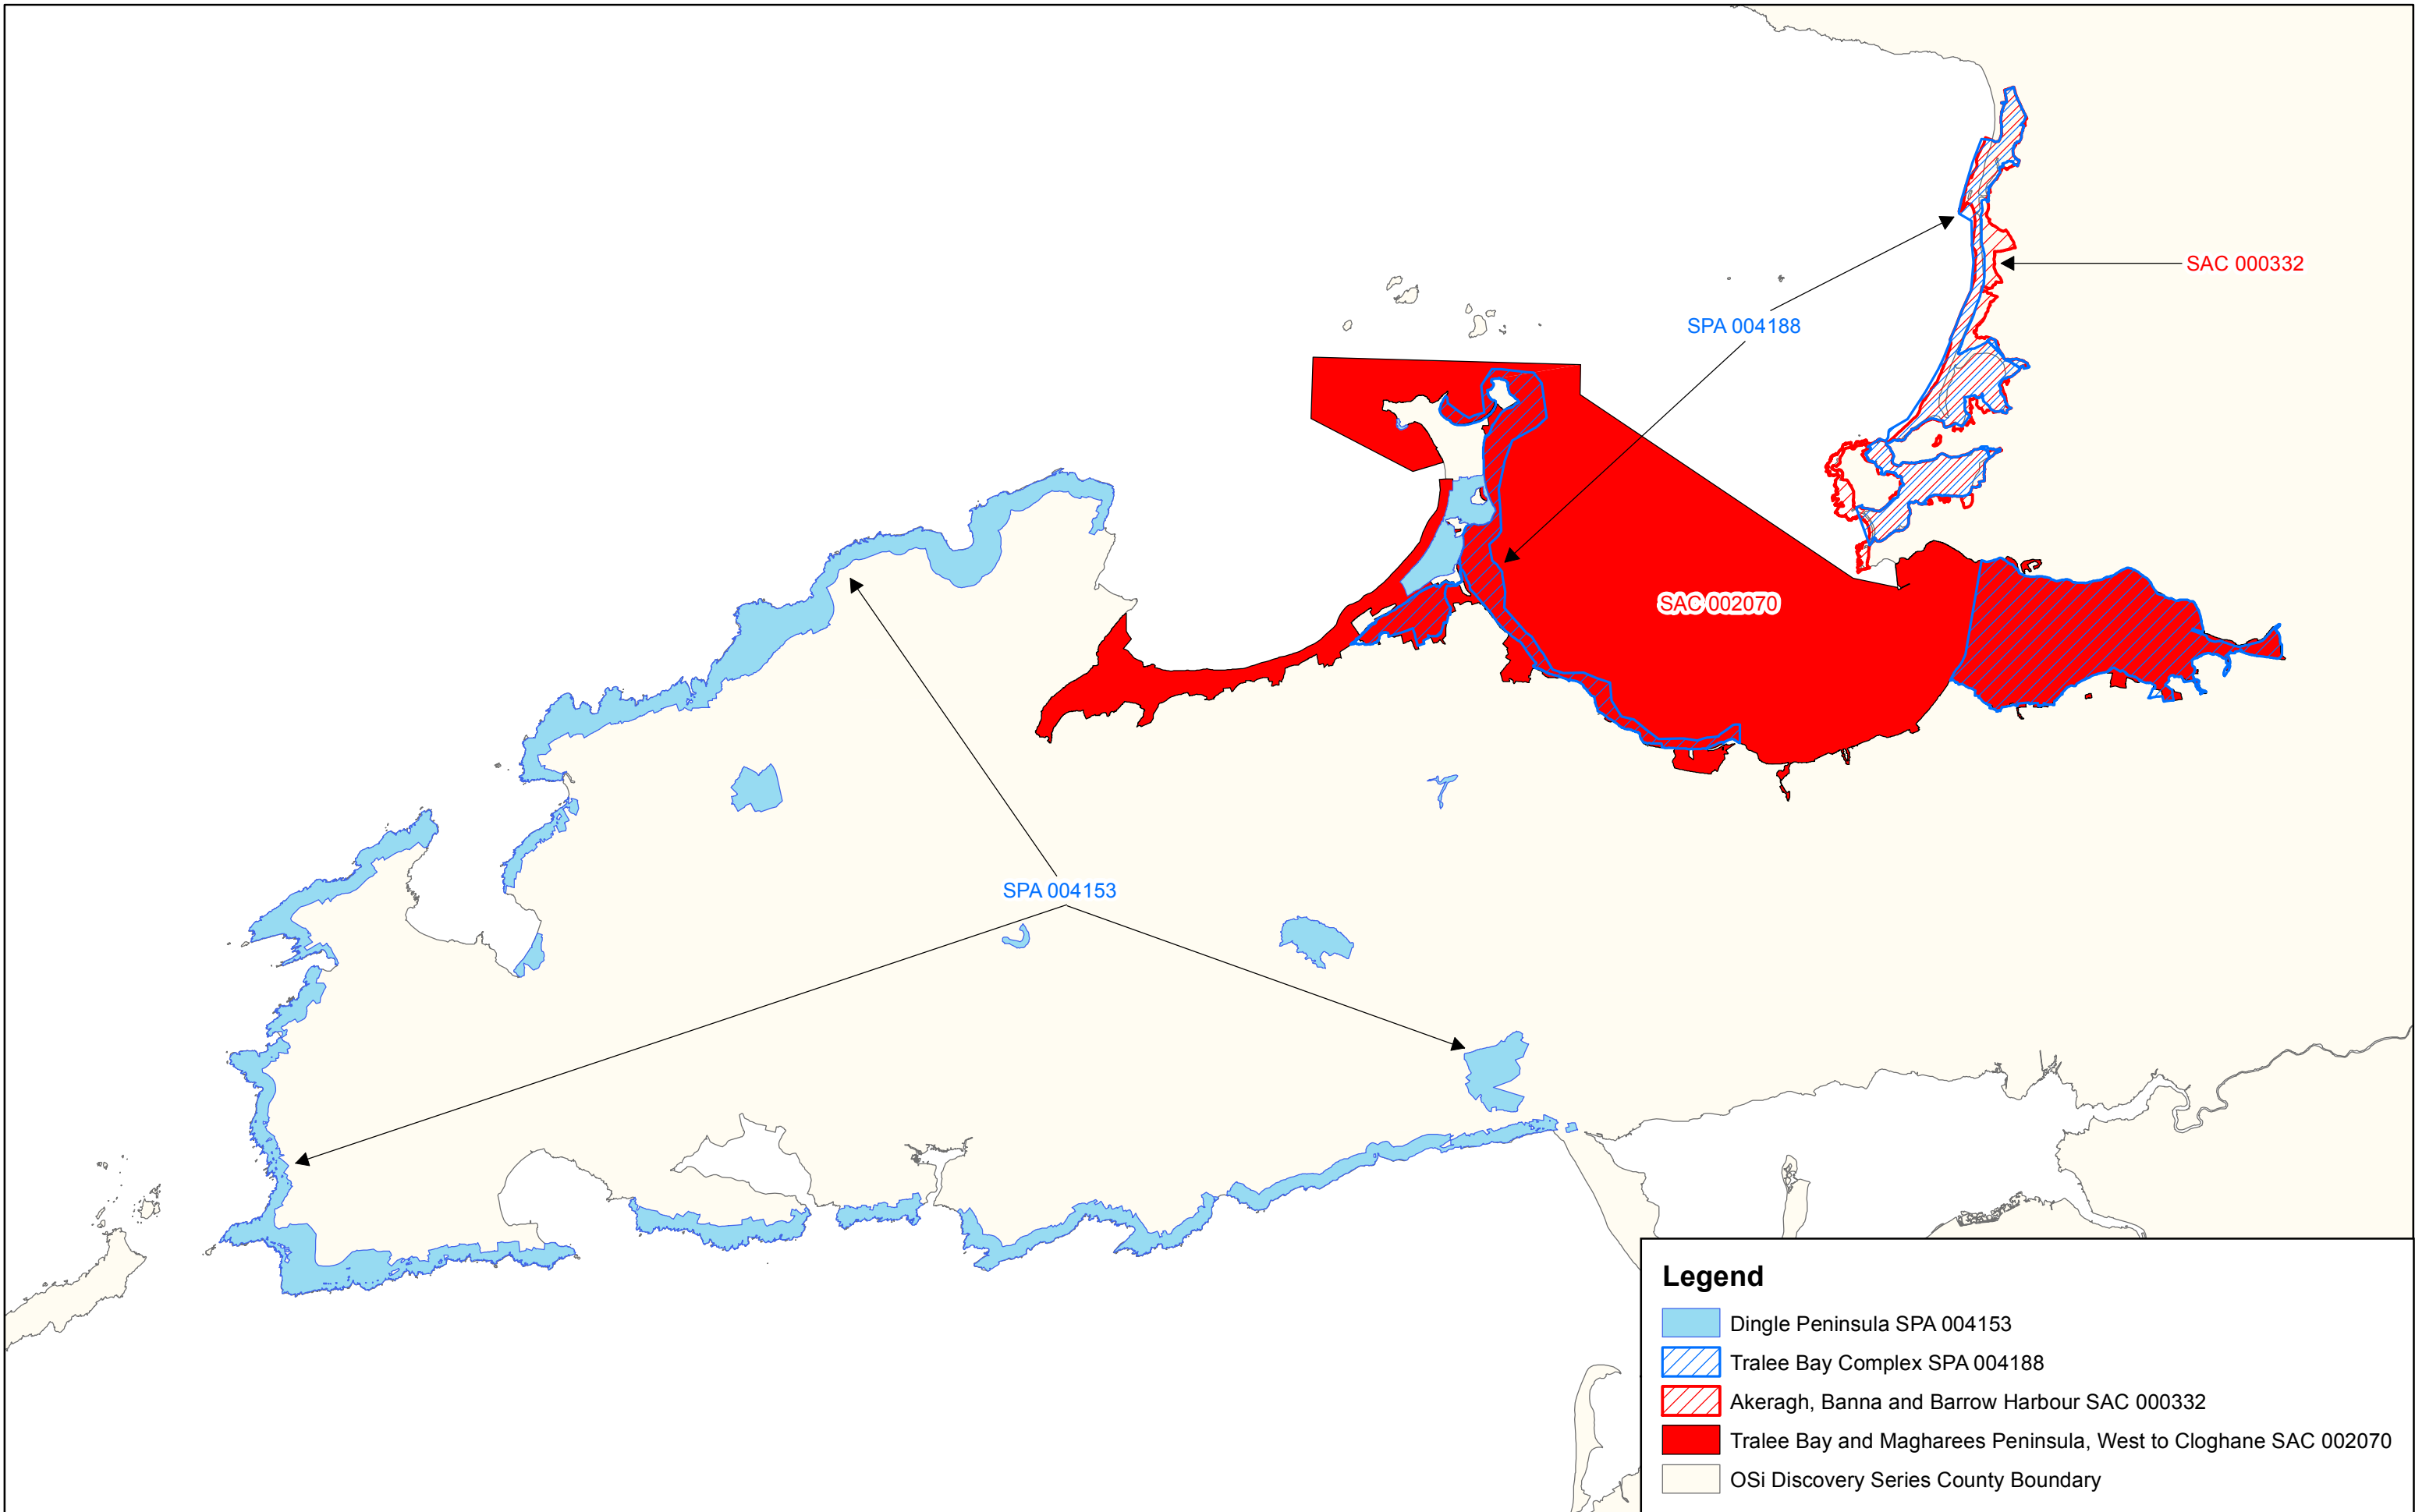 SAC 000332
SPA 004188
SAC 002070
SPA 004153
Legend
Dingle Peninsula SPA 004153
Tralee Bay Complex SPA 004188
Akeragh, Banna and Barrow Harbour SAC 000332
Tralee Bay and Magharees Peninsula, West to Cloghane SAC 002070
OSi Discovery Series County Boundary